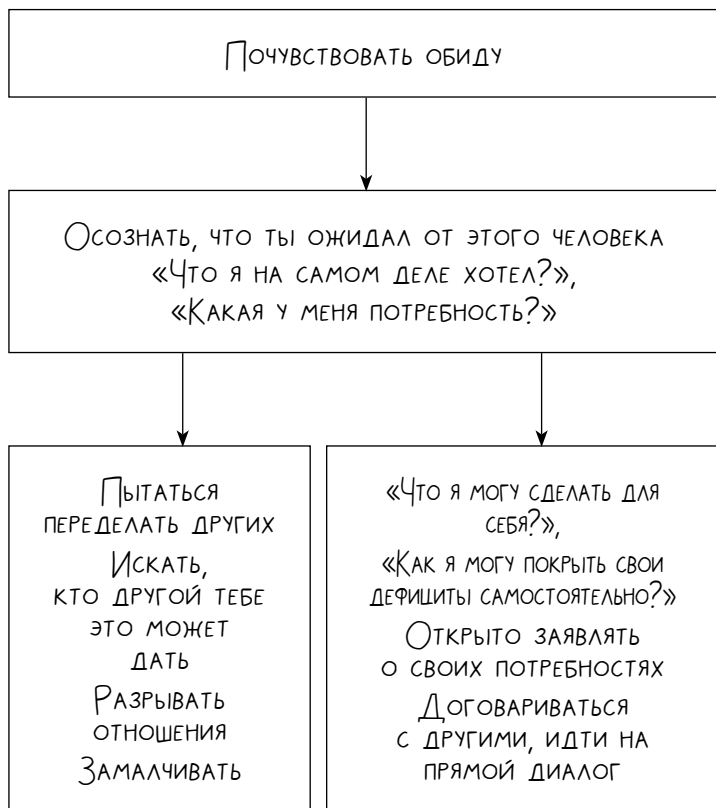 Почувствовать обиду
Осознать, что ты ожидал от этого человека
«Что я на самом деле хотел?»,
«Какая у меня потребность?»
Пытаться
переделать других
Искать,
кто другой тебе
это может
дать
Разрывать
отношения
Замалчивать
«Что я могу сделать для
себя?»,
«Как я могу покрыть свои
дефициты самостоятельно?»
Открыто заявлять
о своих потребностях
Договариваться
с другими, идти на
прямой диалог